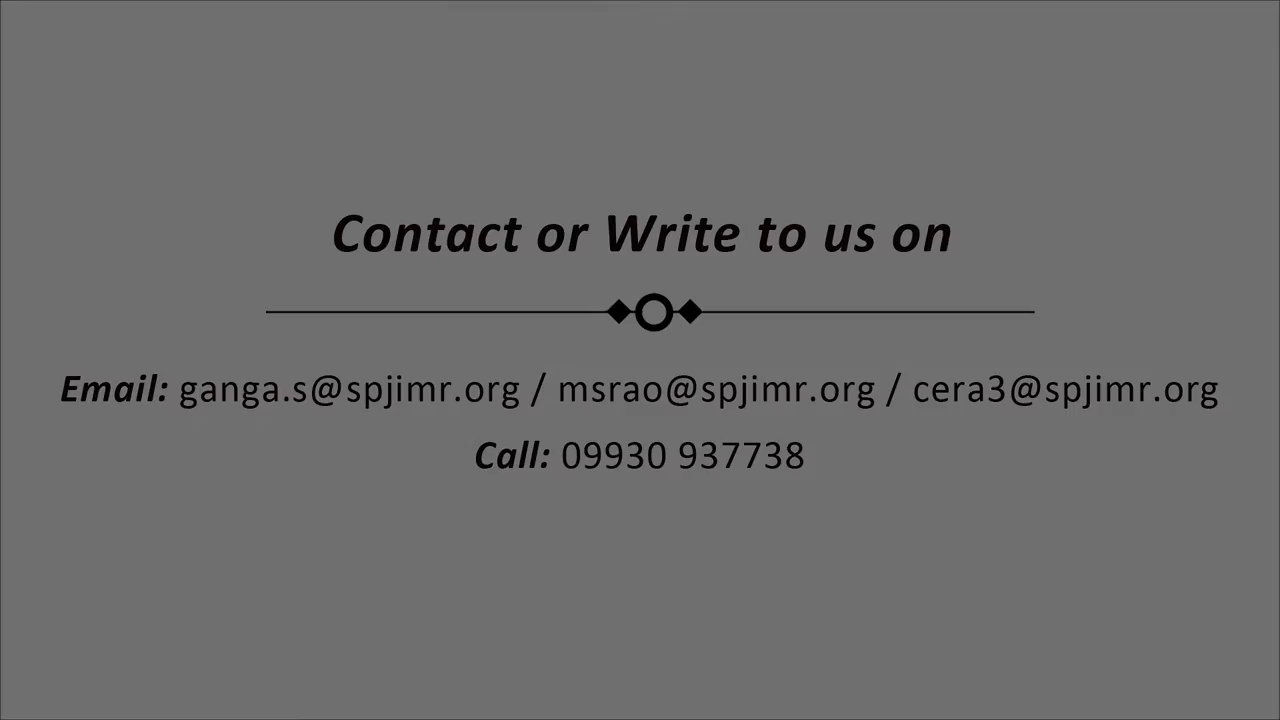 Contact or Write to us on
Email: ganga.s@spjimr.org / msrao@spjimr.org / cera3@spjimr.org
Call: 09930 937738